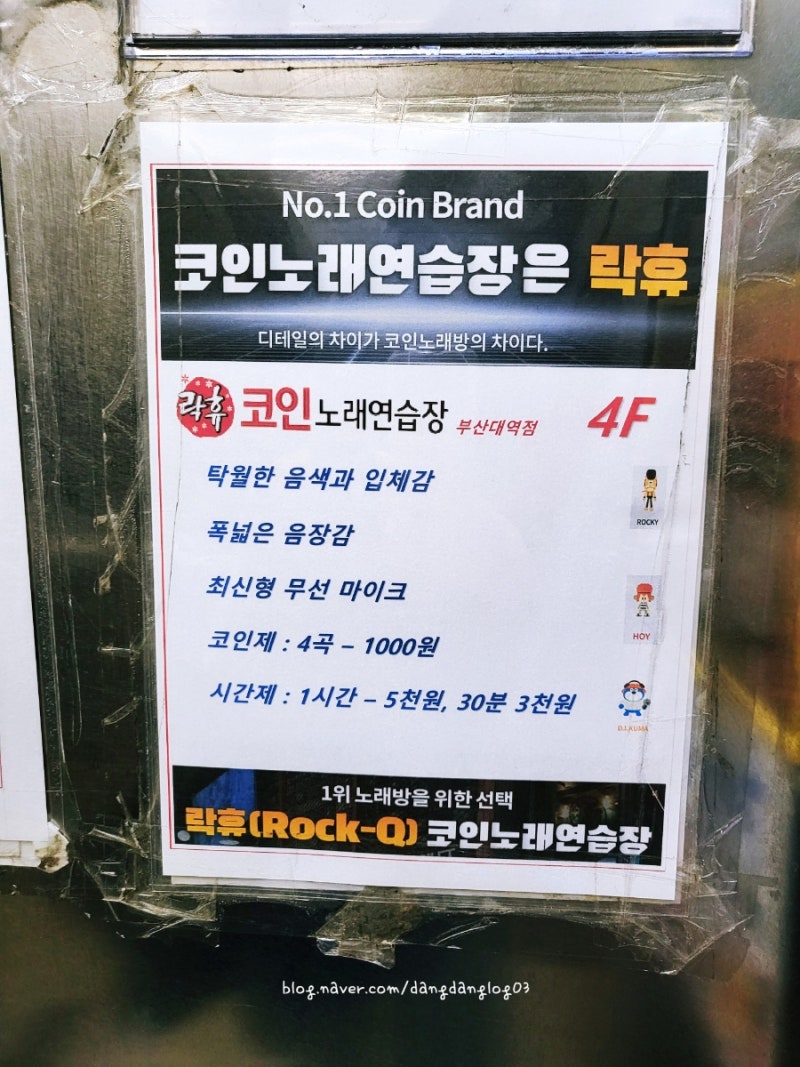 No.1 Coin Brand
코인노래연습장은 락휴
디테일의 차이가 코인노래방의 차이다.
락휴 코인 노래연습장 부산대역점 4F
탁월한 음색과 입체감
ROCKY
폭넓은 음장감
최신형 무선 마이크
HOY
코인제 : 4곡 – 1000원
시간제 : 1시간 – 5천원, 30분 3천원
DJ.KUMA
1위 노래방을 위한 선택
락휴(Rock-Q) 코인노래연습장
blog.naver.com/dangdanglog03